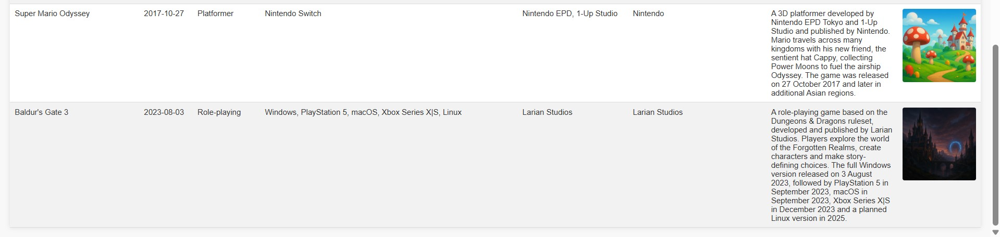 Super Mario Odyssey 2017-10-27 Platformer Nintendo Switch Nintendo EPD, 1-Up Studio Nintendo A 3D platformer developed by
Nintendo EPD Tokyo and 1-Up
Studio and published by Nintendo.
Mario travels across many
kingdoms with his new friend, the
sentient hat Cappy, collecting
Power Moons to fuel the airship
Odyssey. The game was released
on 27 October 2017 and later in
additional Asian regions.
Baldur's Gate 3 2023-08-03 Role-playing Windows, PlayStation 5, macOS, Xbox Series X|S, Linux Larian Studios Larian Studios A role-playing game based on the
Dungeons & Dragons ruleset,
developed and published by Larian
Studios. Players explore the world
of the Forgotten Realms, create
characters and make story-
defining choices. The full Windows
version released on 3 August
2023, followed by PlayStation 5 in
September 2023, macOS in
September 2023, Xbox Series X|S
in December 2023 and a planned
Linux version in 2025.